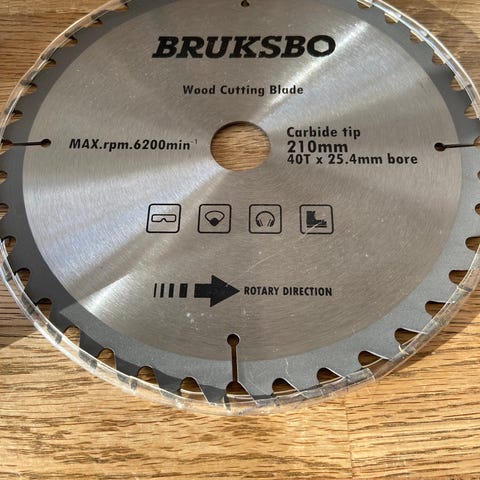 BRUKSBO
Wood Cutting Blade
MAX.rpm.6200min⁻¹
Carbide tip
210mm
40T x 25.4mm bore
ROTARY DIRECTION